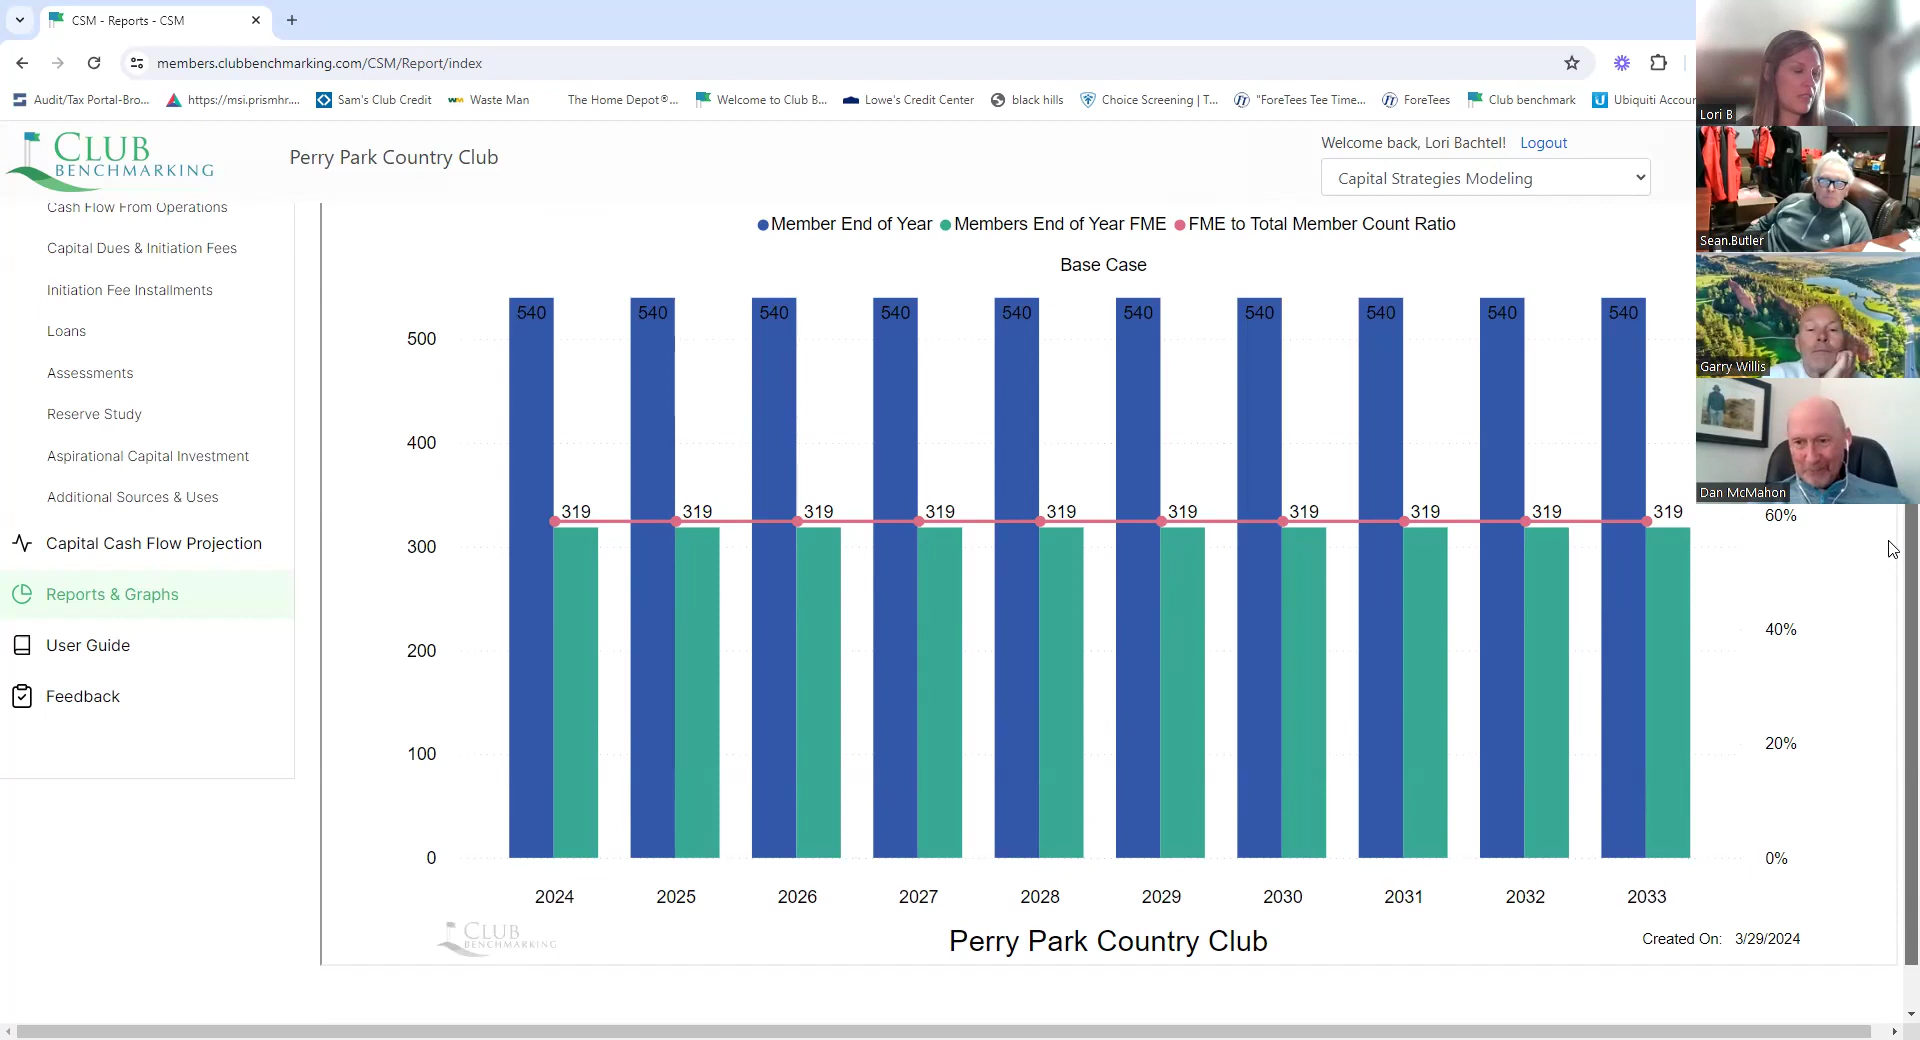 CSM - Reports - CSM
members.clubbenchmarking.com/CSM/Report/index
Audit/Tax Portal-Bro...
https://msi.prismhr....
Sam's Club Credit
Waste Man
The Home Depot®...
Welcome to Club B...
Lowe's Credit Center
black hills
Choice Screening | T...
"ForeTees Tee Time...
ForeTees
Club benchmark
Ubiquiti Accour
CLUB
BENCHMARKING
Perry Park Country Club
Welcome back, Lori Bachtel! Logout
Capital Strategies Modeling
Cash Flow From Operations
Capital Dues & Initiation Fees
Initiation Fee Installments
Loans
Assessments
Reserve Study
Aspirational Capital Investment
Additional Sources & Uses
Capital Cash Flow Projection
Reports & Graphs
User Guide
Feedback
Member End of Year Members End of Year FME FME to Total Member Count Ratio
Base Case
540 540 540 540 540 540 540 540 540 540
500
400
319 319 319 319 319 319 319 319 319 319
60%
300
40%
200
20%
100
0
0%
2024 2025 2026 2027 2028 2029 2030 2031 2032 2033
CLUB
BENCHMARKING
Perry Park Country Club
Created On: 3/29/2024
Lori B
Sean.Butler
Garry Willis
Dan McMahon